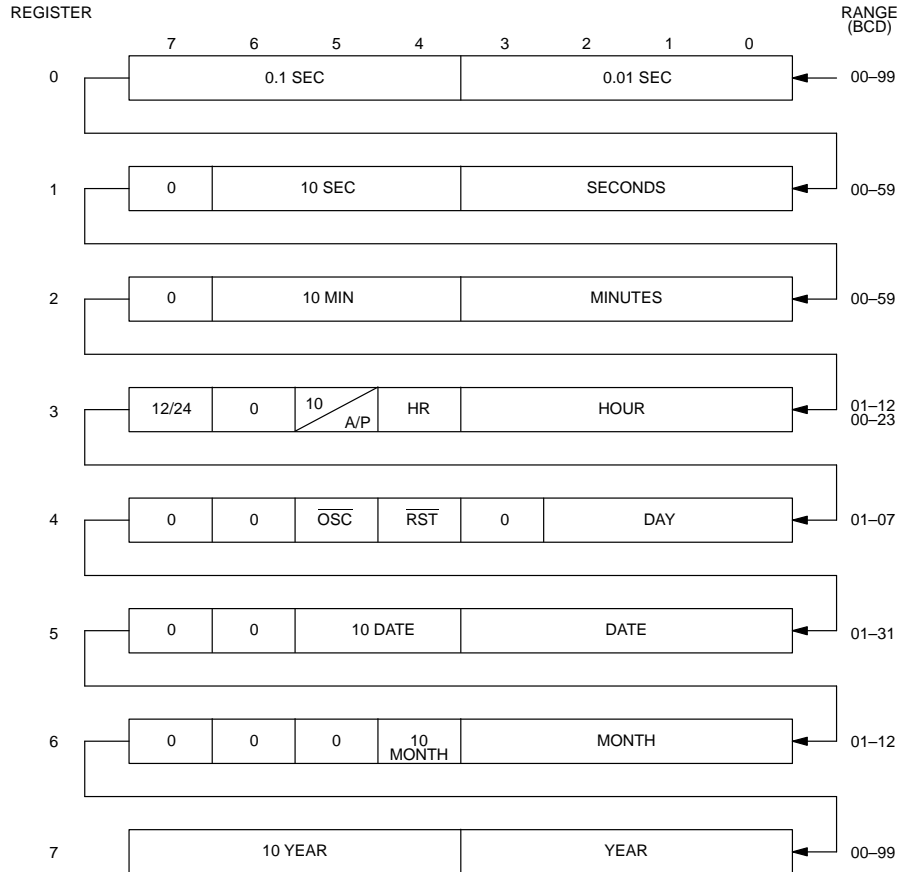 REGISTER RANGE (BCD)
7 6 5 4 3 2 1 0
0 0.1 SEC 0.01 SEC 00–99
1 0 10 SEC SECONDS 00–59
2 0 10 MIN MINUTES 00–59
3 12/24 0 10 A/P HR HOUR 01–12 00–23
4 0 0 OSC RST 0 DAY 01–07
5 0 0 10 DATE DATE 01–31
6 0 0 0 10 MONTH MONTH 01–12
7 10 YEAR YEAR 00–99